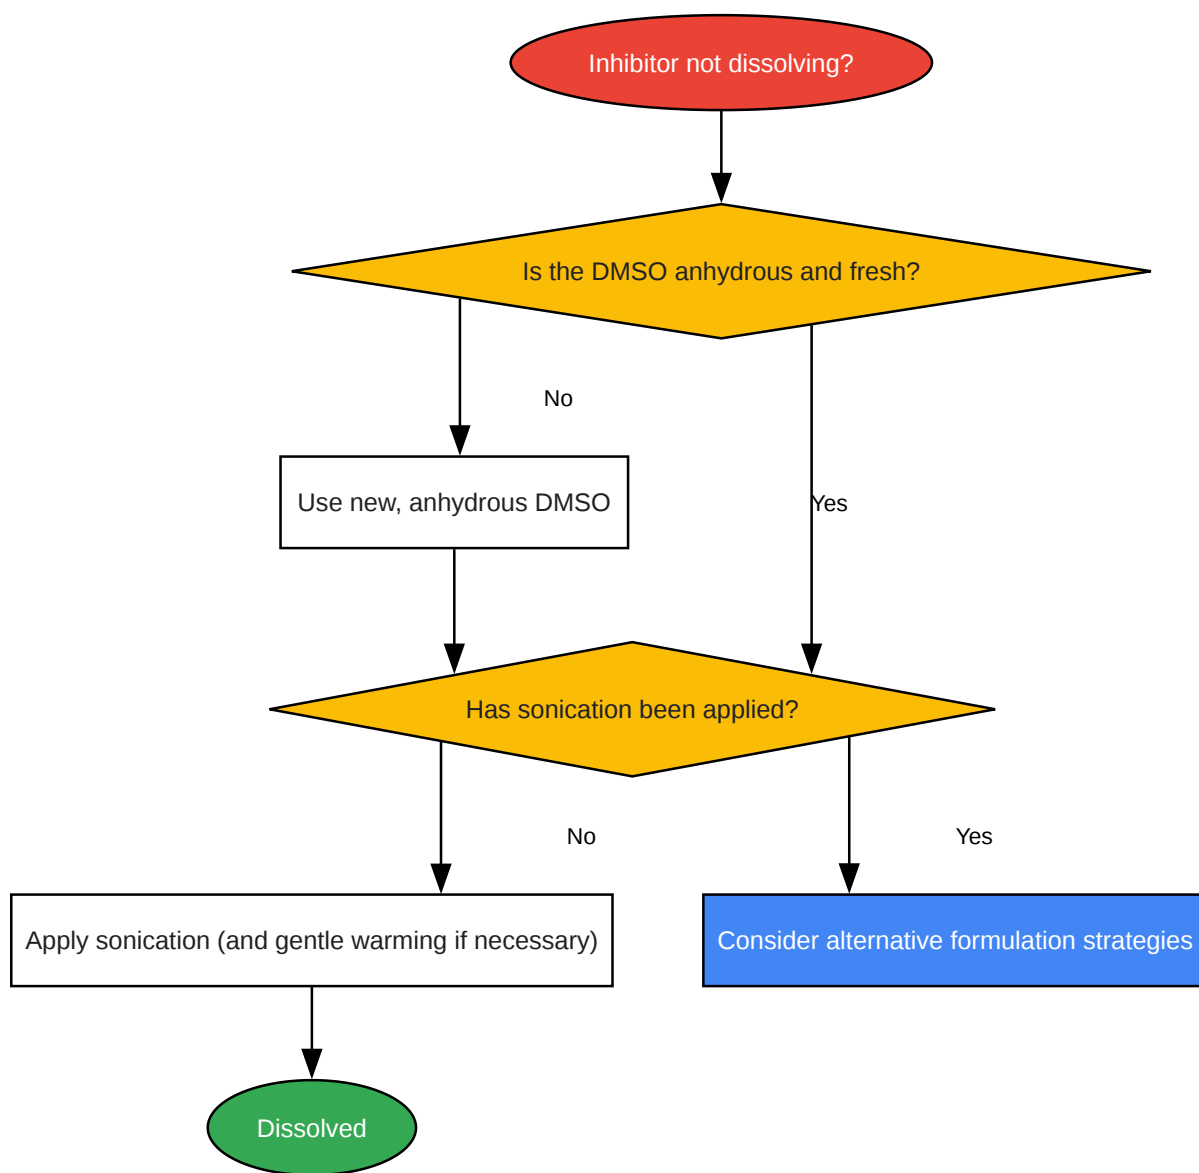 Inhibitor not dissolving?
Is the DMSO anhydrous and fresh?
No
Use new, anhydrous DMSO
Yes
Has sonication been applied?
No
Yes
Apply sonication (and gentle warming if necessary)
Consider alternative formulation strategies
Dissolved